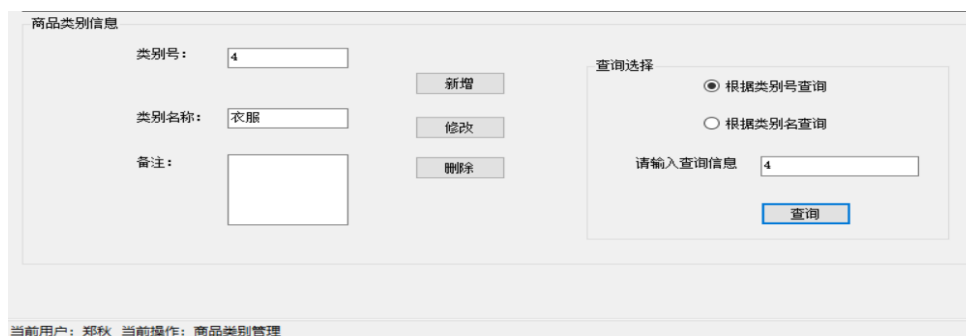 商品类别信息
类别号： 4
查询选择
新增
根据类别号查询
类别名称： 衣服
修改
根据类别名查询
备注：
删除
请输入查询信息 4
查询
当前用户：郑秋 当前操作：商品类别管理